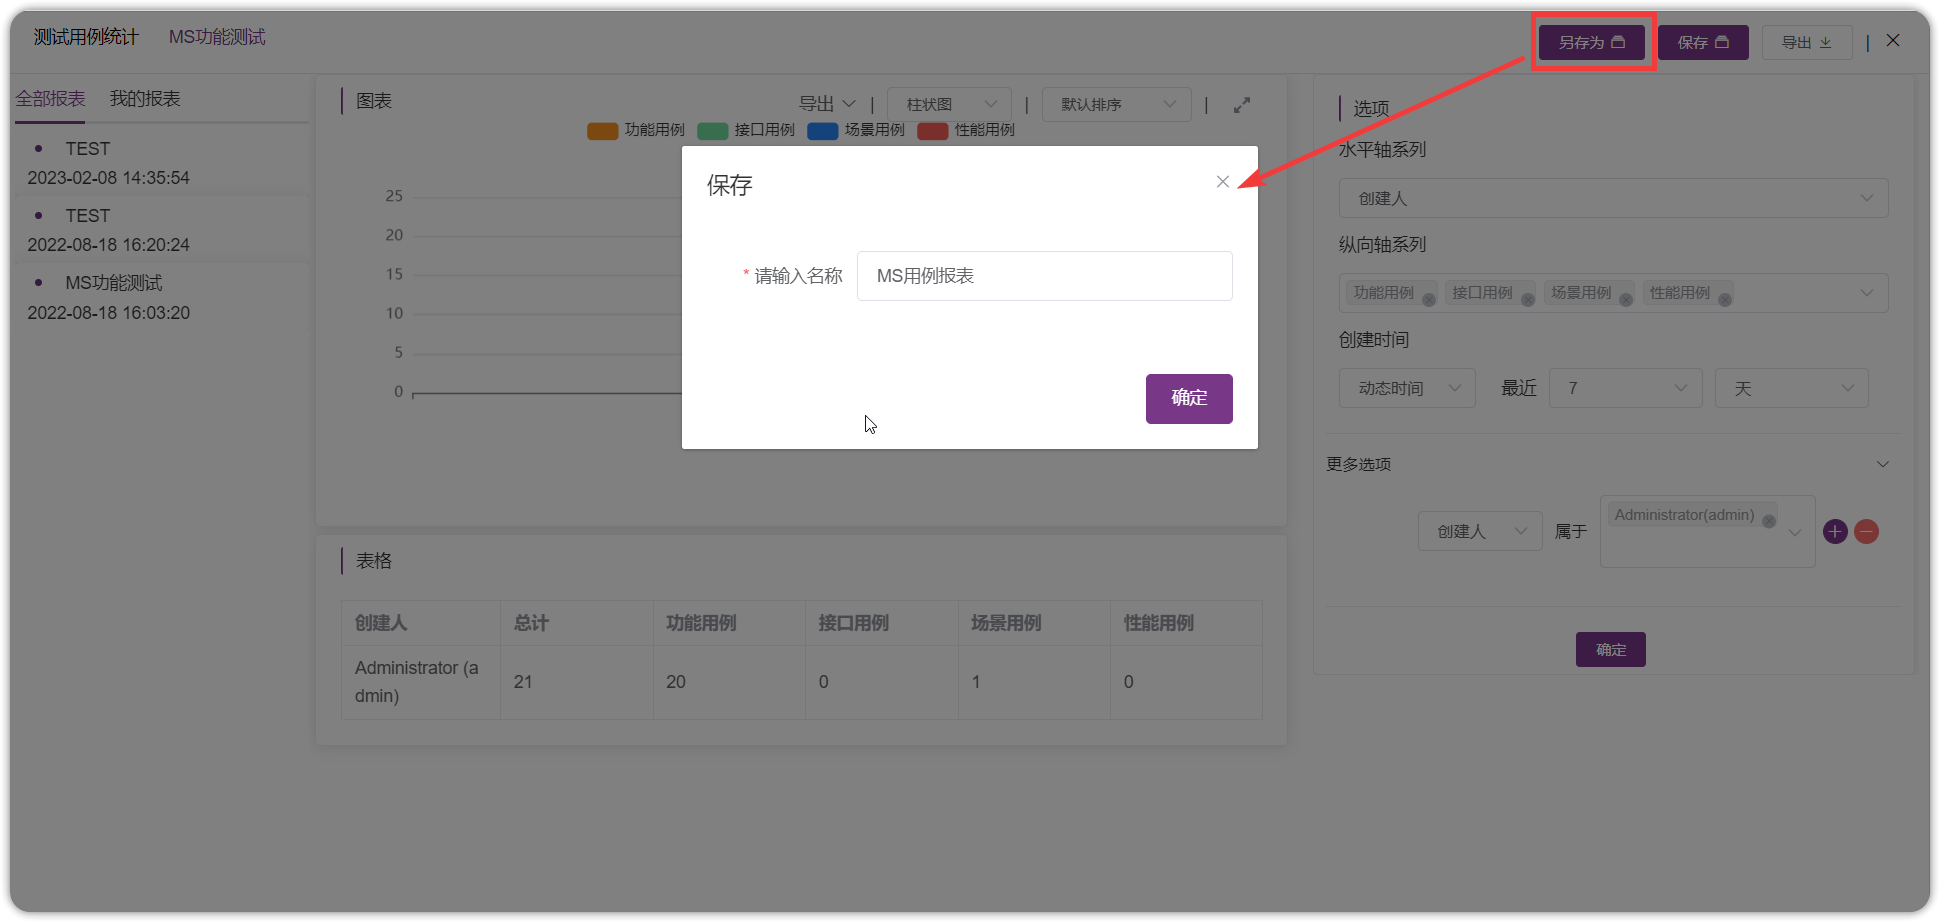 测试用例统计 MS功能测试 另存为 保存 导出 |
全部报表 我的报表
TEST
2023-02-08 14:35:54
TEST
2022-08-18 16:20:24
MS功能测试
2022-08-18 16:03:20
图表 导出 | 柱状图 | 默认排序 |
功能用例 接口用例 场景用例 性能用例
25
20
15
10
5
0
保存
* 请输入名称 MS用例报表
确定
表格
创建人 总计 功能用例 接口用例 场景用例 性能用例
Administrator (a
dmin) 21 20 0 1 0
选项
水平轴系列
创建人
纵向轴系列
功能用例 接口用例 场景用例 性能用例
创建时间
动态时间 最近 7 天
更多选项
创建人 属于 Administrator(admin)
确定